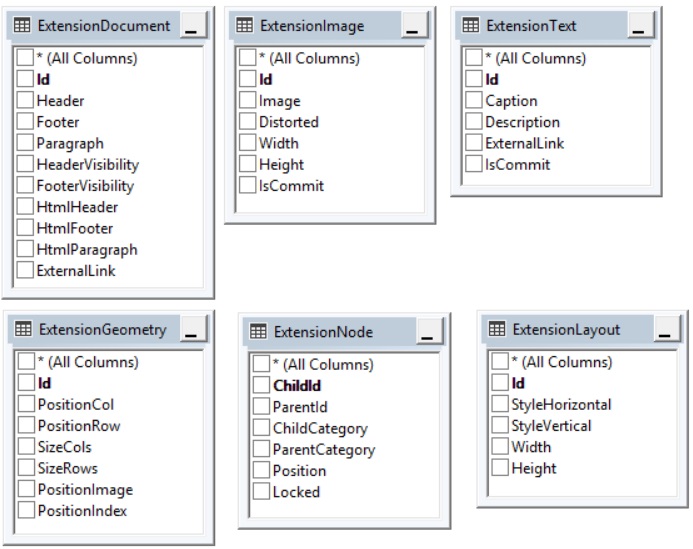 ExtensionDocument
* (All Columns)
Id
Header
Footer
Paragraph
HeaderVisibility
FooterVisibility
HtmlHeader
HtmlFooter
HtmlParagraph
ExternalLink
ExtensionImage
* (All Columns)
Id
Image
Distorted
Width
Height
IsCommit
ExtensionText
* (All Columns)
Id
Caption
Description
ExternalLink
IsCommit
ExtensionGeometry
* (All Columns)
Id
PositionCol
PositionRow
SizeCols
SizeRows
PositionImage
PositionIndex
ExtensionNode
* (All Columns)
ChildId
ParentId
ChildCategory
ParentCategory
Position
Locked
ExtensionLayout
* (All Columns)
Id
StyleHorizontal
StyleVertical
Width
Height